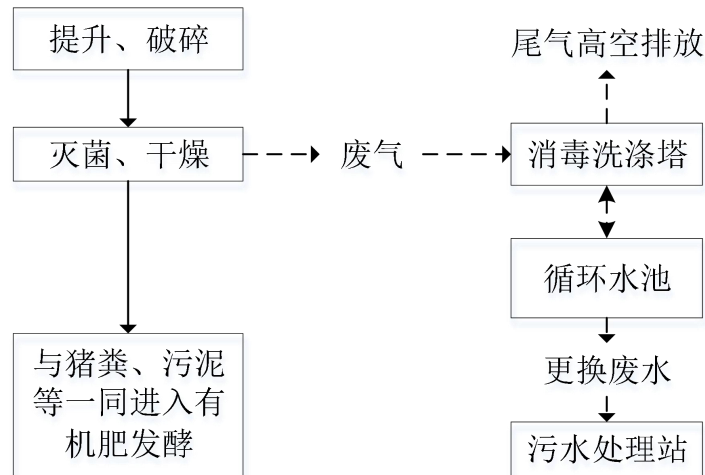 提升、破碎
灭菌、干燥
与猪粪、污泥
等一同进入有
机肥发酵
废气
尾气高空排放
消毒洗涤塔
循环水池
更换废水
污水处理站